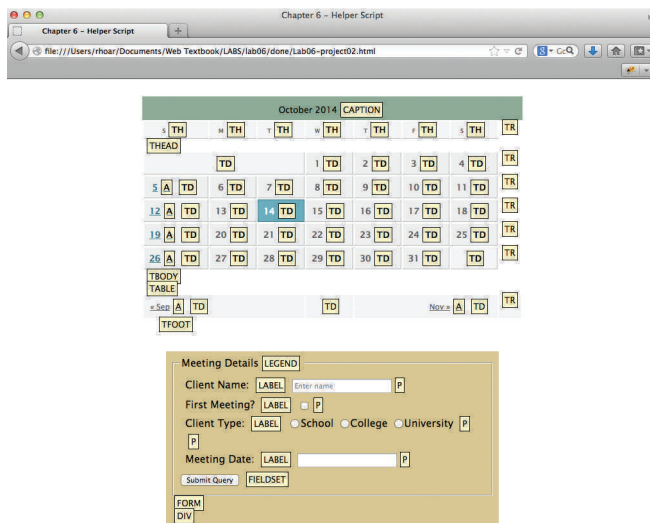 Chapter 6 – Helper Script
Chapter 6 – Helper Script
file:///Users/rhoar/Documents/Web Textbook/LABS/lab06/done/Lab06-project02.html
October 2014 CAPTION
S TH M TH T TH W TH T TH F TH S TH TR
THEAD
TD 1 TD 2 TD 3 TD 4 TD TR
5 A TD 6 TD 7 TD 8 TD 9 TD 10 TD 11 TD TR
12 A TD 13 TD 14 TD 15 TD 16 TD 17 TD 18 TD TR
19 A TD 20 TD 21 TD 22 TD 23 TD 24 TD 25 TD TR
26 A TD 27 TD 28 TD 29 TD 30 TD 31 TD TD TR
TBODY
TABLE
« Sep A TD TD Nov » A TD TR
TFOOT
Meeting Details LEGEND
Client Name: LABEL Enter name P
First Meeting? LABEL P
Client Type: LABEL School College University P
P
Meeting Date: LABEL P
Submit Query FIELDSET
FORM
DIV